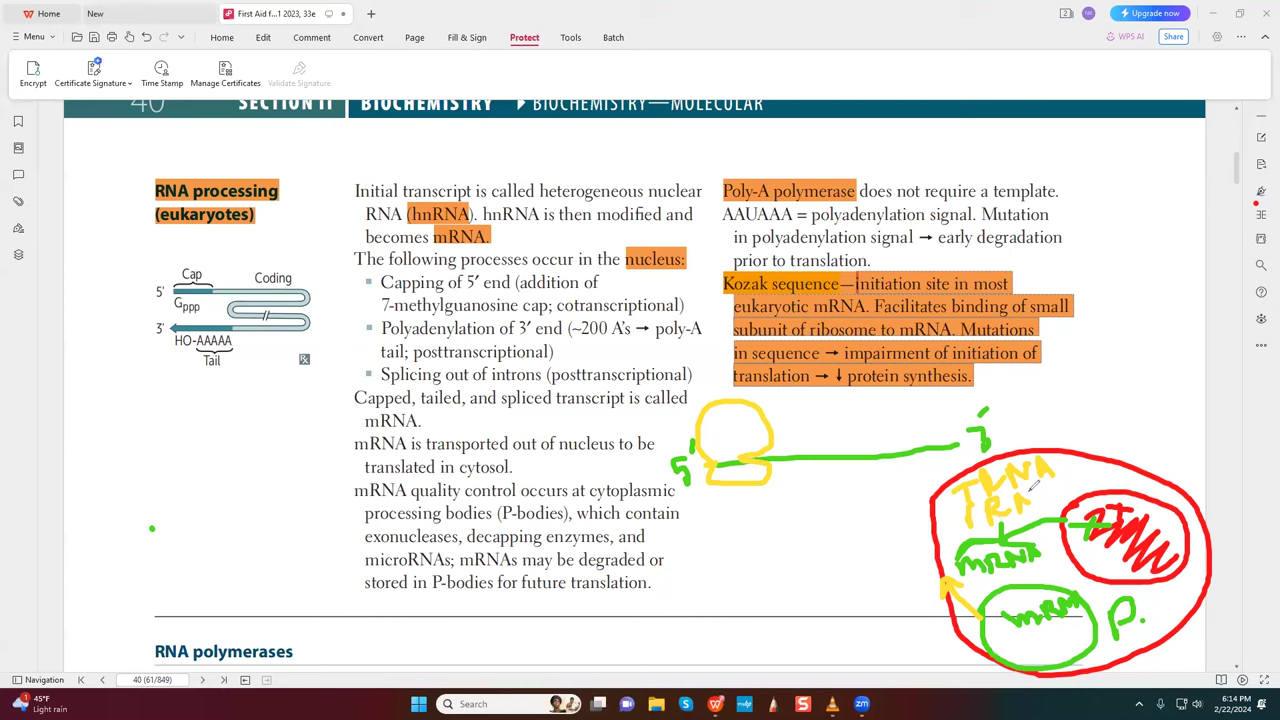 Home
New
First Aid f...1 2023, 33e
Upgrade now
Menu
Home
Edit
Comment
Convert
Page
Fill & Sign
Protect
Tools
Batch
WPS AI
Share
Encrypt
Certificate Signature
Time Stamp
Manage Certificates
Validate Signature
40 SECTION II BIOCHEMISTRY BIOCHEMISTRY—MOLECULAR
RNA processing
(eukaryotes)
Cap
Coding
5′
Gppp
3′
HO-AAAAA
Tail
Initial transcript is called heterogeneous nuclear
RNA (hnRNA). hnRNA is then modified and
becomes mRNA.
The following processes occur in the nucleus:
Capping of 5′ end (addition of
7-methylguanosine cap; cotranscriptional)
Polyadenylation of 3′ end (~200 A's → poly-A
tail; posttranscriptional)
Splicing out of introns (posttranscriptional)
Capped, tailed, and spliced transcript is called
mRNA.
mRNA is transported out of nucleus to be
translated in cytosol.
mRNA quality control occurs at cytoplasmic
processing bodies (P-bodies), which contain
exonucleases, decapping enzymes, and
microRNAs; mRNAs may be degraded or
stored in P-bodies for future translation.
Poly-A polymerase does not require a template.
AAUAAA = polyadenylation signal. Mutation
in polyadenylation signal → early degradation
prior to translation.
Kozak sequence—initiation site in most
eukaryotic mRNA. Facilitates binding of small
subunit of ribosome to mRNA. Mutations
in sequence → impairment of initiation of
translation → ↓ protein synthesis.
5′
3′
TRNA
mRNA
P.
RNA polymerases
Navigation
40 (61/849)
45°F
Light rain
Search
6:14 PM
2/22/2024